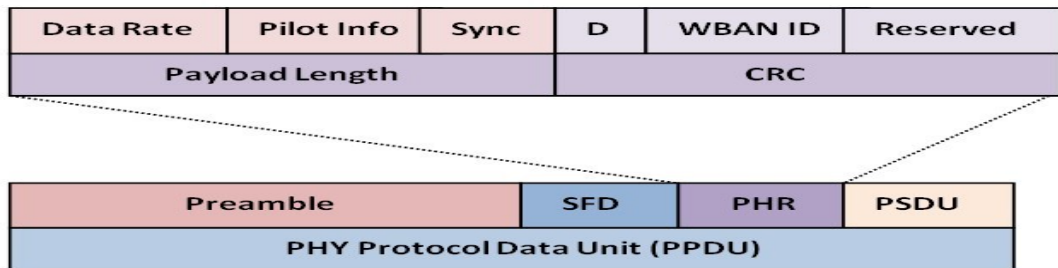 Data Rate Pilot Info Sync D WBAN ID Reserved
Payload Length CRC
Preamble SFD PHR PSDU
PHY Protocol Data Unit (PPDU)